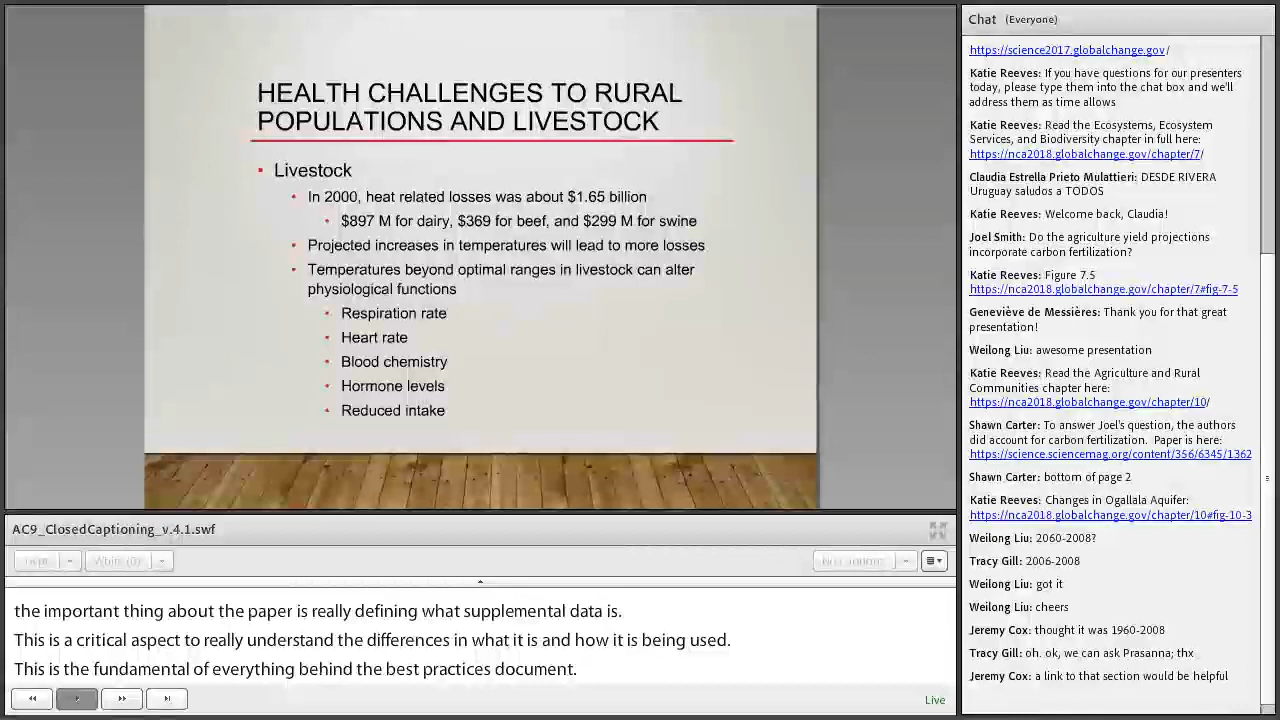 HEALTH CHALLENGES TO RURAL
POPULATIONS AND LIVESTOCK
Livestock
In 2000, heat related losses was about $1.65 billion
$897 M for dairy, $369 for beef, and $299 M for swine
Projected increases in temperatures will lead to more losses
Temperatures beyond optimal ranges in livestock can alter
physiological functions
Respiration rate
Heart rate
Blood chemistry
Hormone levels
Reduced intake
AC9_ClosedCaptioning_v.4.1.swf
the important thing about the paper is really defining what supplemental data is.
This is a critical aspect to really understand the differences in what it is and how it is being used.
This is the fundamental of everything behind the best practices document.
Live
Chat (Everyone)
https://science2017.globalchange.gov/
Katie Reeves: If you have questions for our presenters
today, please type them into the chat box and we'll
address them as time allows
Katie Reeves: Read the Ecosystems, Ecosystem
Services, and Biodiversity chapter in full here:
https://nca2018.globalchange.gov/chapter/7/
Claudia Estrella Prieto Mulattieri: DESDE RIVERA
Uruguay saludos a TODOS
Katie Reeves: Welcome back, Claudia!
Joel Smith: Do the agriculture yield projections
incorporate carbon fertilization?
Katie Reeves: Figure 7.5
https://nca2018.globalchange.gov/chapter/7#fig-7-5
Geneviève de Messières: Thank you for that great
presentation!
Weilong Liu: awesome presentation
Katie Reeves: Read the Agriculture and Rural
Communities chapter here:
https://nca2018.globalchange.gov/chapter/10/
Shawn Carter: To answer Joel's question, the authors
did account for carbon fertilization. Paper is here:
https://science.sciencemag.org/content/356/6345/1362
Shawn Carter: bottom of page 2
Katie Reeves: Changes in Ogallala Aquifer:
https://nca2018.globalchange.gov/chapter/10#fig-10-3
Weilong Liu: 2060-2008?
Tracy Gill: 2006-2008
Weilong Liu: got it
Weilong Liu: cheers
Jeremy Cox: thought it was 1960-2008
Tracy Gill: oh. ok, we can ask Prasanna; thx
Jeremy Cox: a link to that section would be helpful